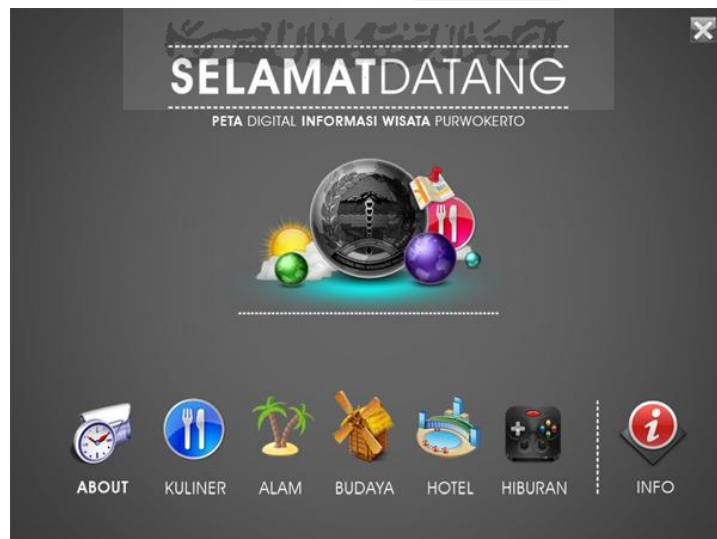 SELAMATDATANG
PETA DIGITAL INFORMASI WISATA PURWOKERTO
ABOUT
KULINER
ALAM
BUDAYA
HOTEL
HIBURAN
INFO